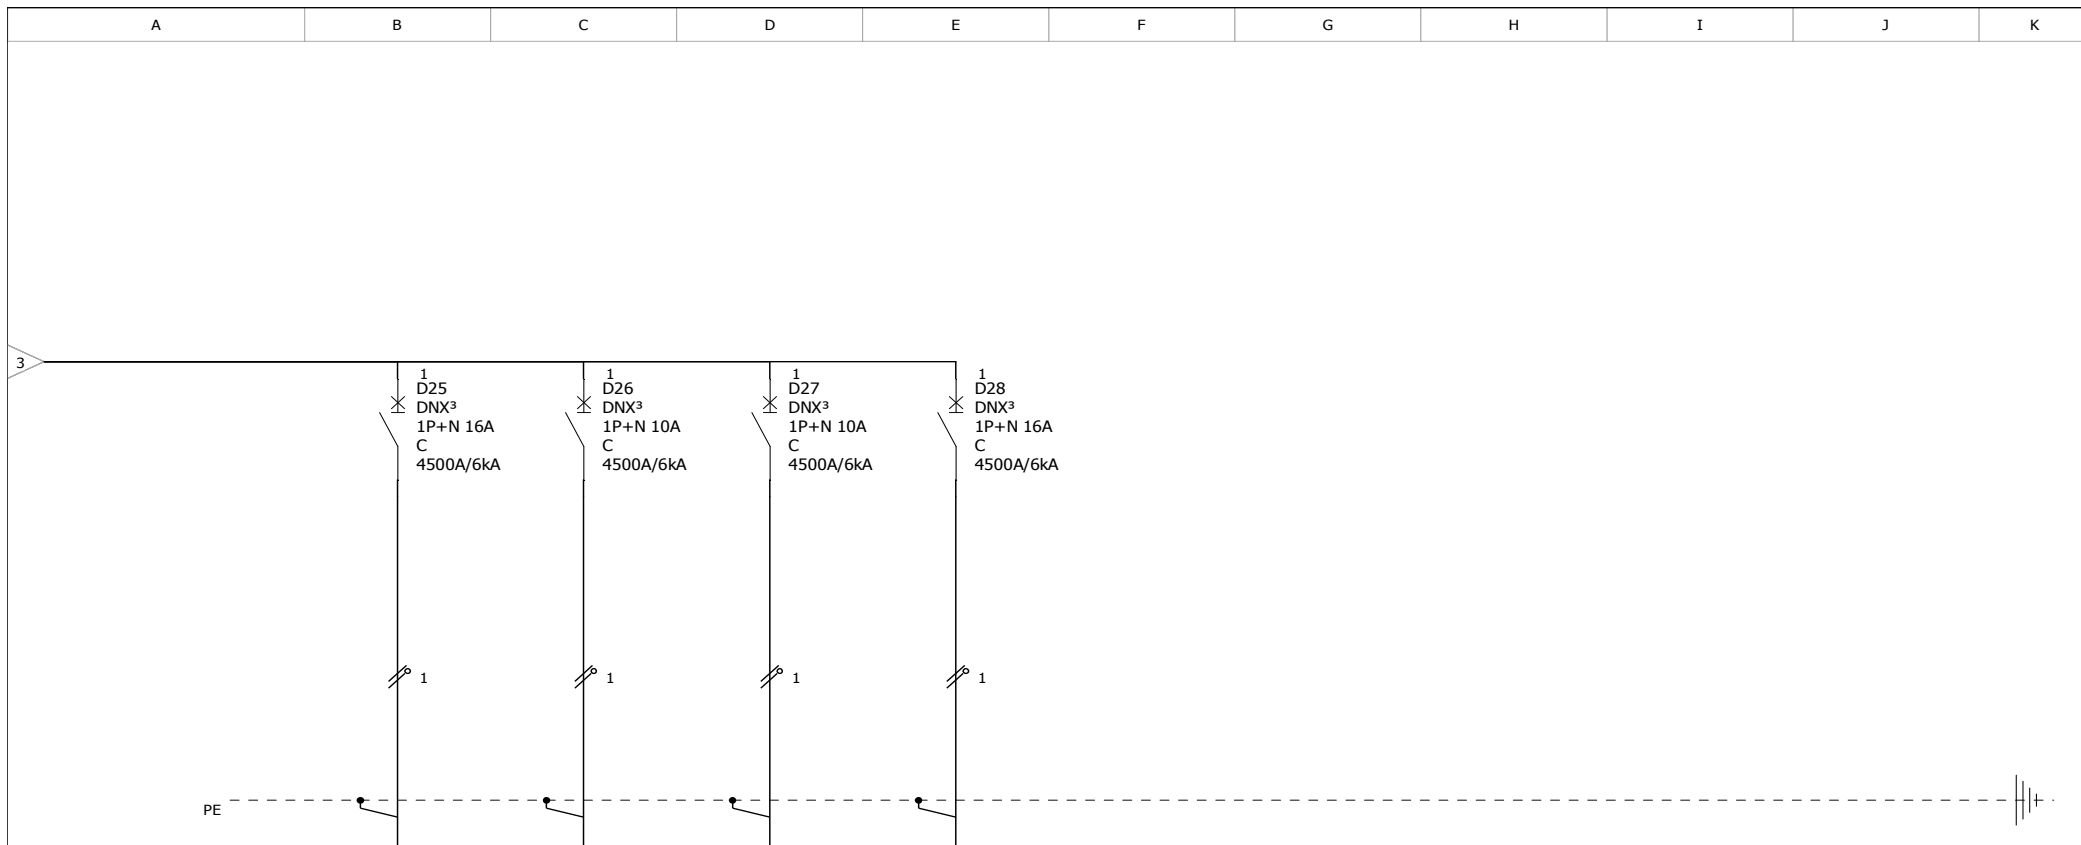 A B C D E F G H I J K
3
1
D25
DNX³
1P+N 16A
C
4500A/6kA
1
D26
DNX³
1P+N 10A
C
4500A/6kA
1
D27
DNX³
1P+N 10A
C
4500A/6kA
1
D28
DNX³
1P+N 16A
C
4500A/6kA
1
1
1
1
PE